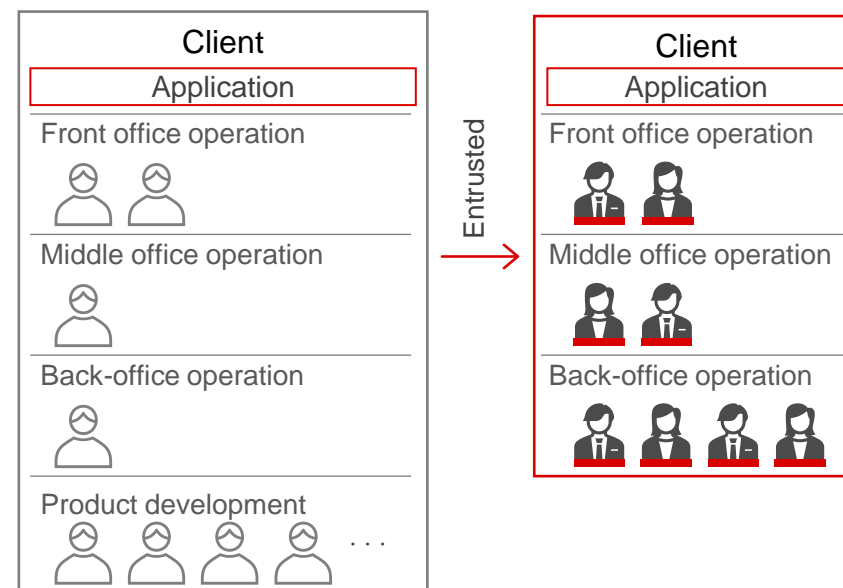 Client
Application
Front office operation
Middle office operation
Back-office operation
Product development
. . .
Entrusted
Client
Application
Front office operation
Middle office operation
Back-office operation